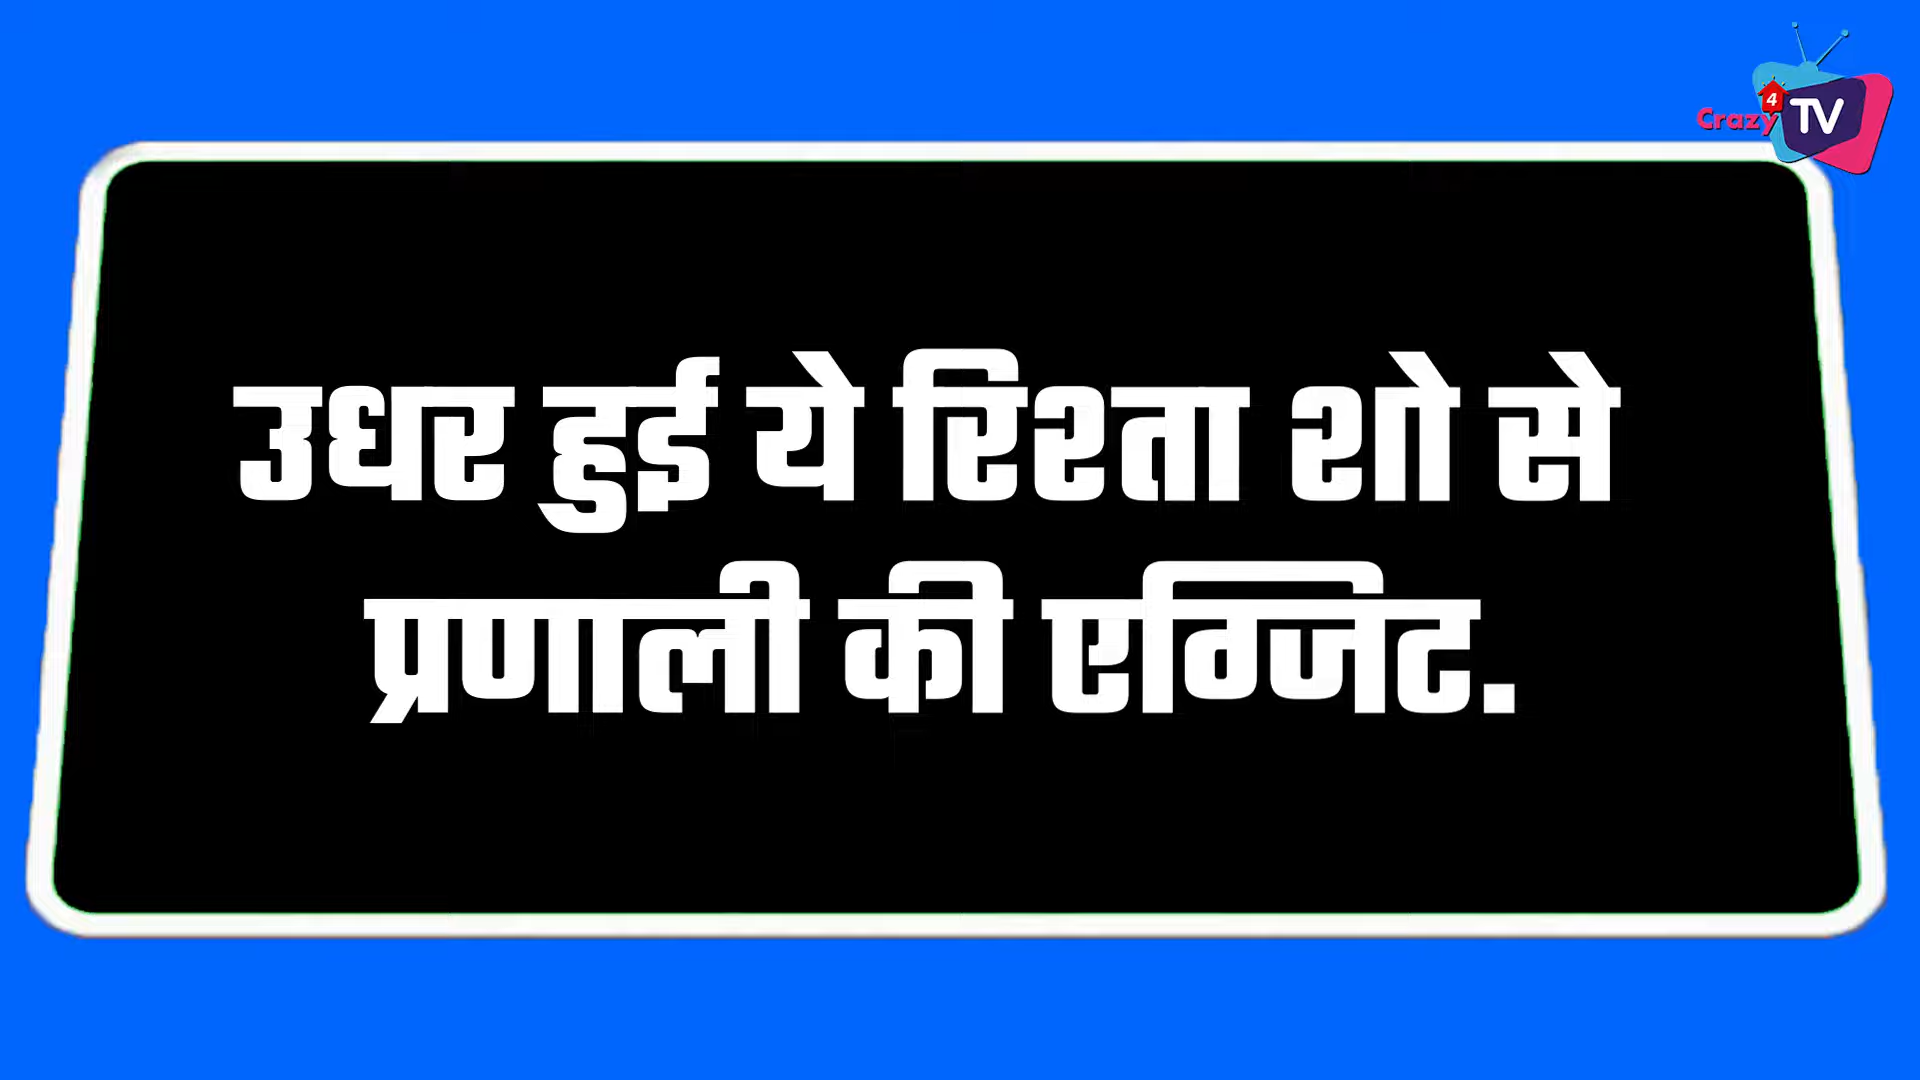 Crazy 4 TV
उधर हुई ये रिश्ता शो से
प्रणाली की एग्जिट.